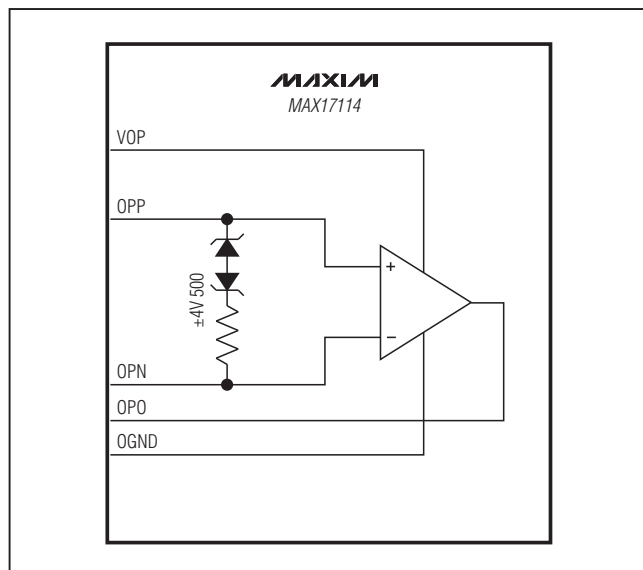 MAXIM
MAX17114
VOP
OPP
±4V 500
+
−
OPN
OPO
OGND